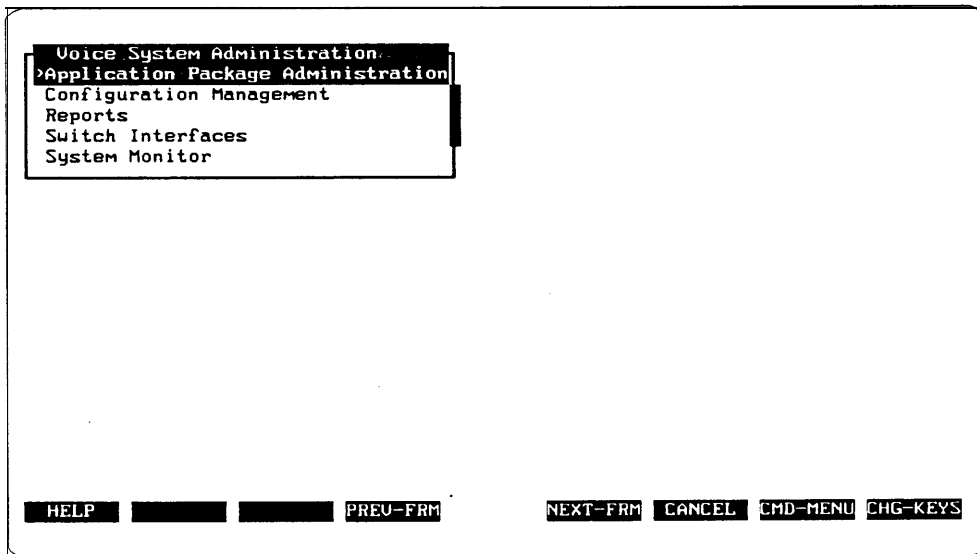 Voice System Administration
>Application Package Administration
Configuration Management
Reports
Switch Interfaces
System Monitor
HELP PREV-FRM NEXT-FRM CANCEL CMD-MENU CHG-KEYS